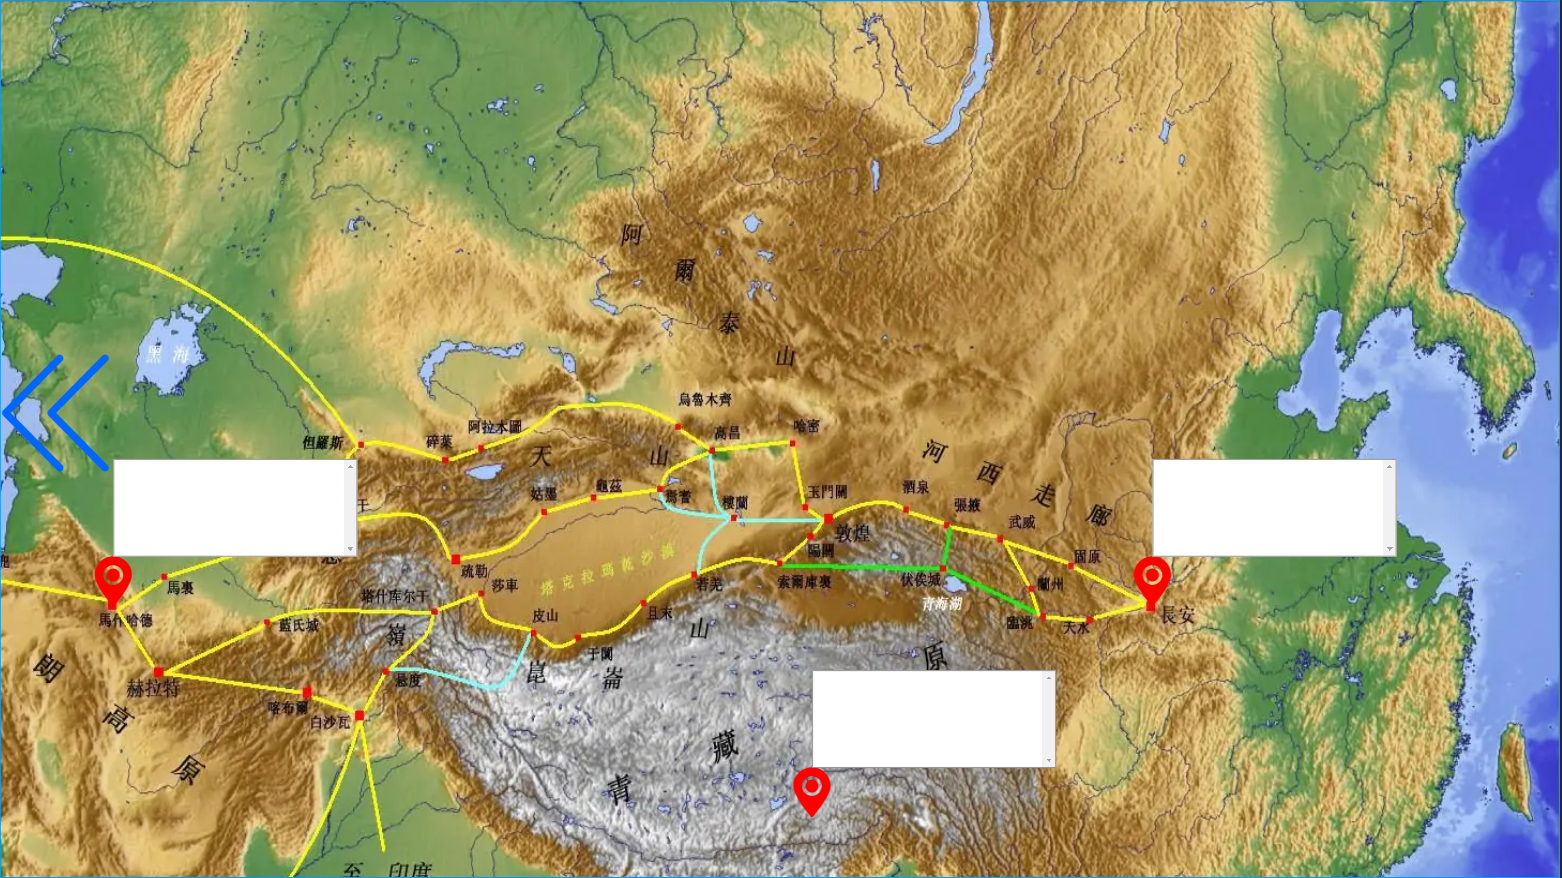 阿
爾
泰
山
黑 海
烏魯木齊
高昌
哈密
阿拉木圖
碎葉
但羅斯
天
山
河
西
走
廊
姑墨
龜茲
焉耆
樓蘭
玉門關
敦煌
陽關
酒泉
張掖
武威
固原
蘭州
長安
天水
臨洮
伏俟城
青海湖
索爾庫裏
若羌
且末
于闐
皮山
莎車
疏勒
塔克拉瑪乾沙漠
塔什库尔干
嶺
藍氏城
馬裏
馬什哈德
赫拉特
喀布爾
白沙瓦
悬度
崑
崙
山
朗
高
原
青
藏
原
至 印度